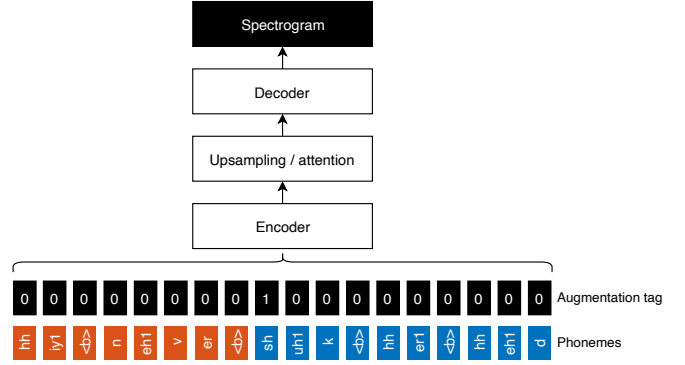 Spectrogram
Decoder
Upsampling / attention
Encoder
0 0 0 0 0 0 0 0 1 0 0 0 0 0 0 0 0 0 Augmentation tag
hh iy1 <b> n eh1 v er <b> sh uh1 k <b> hh er1 <b> hh eh1 d Phonemes